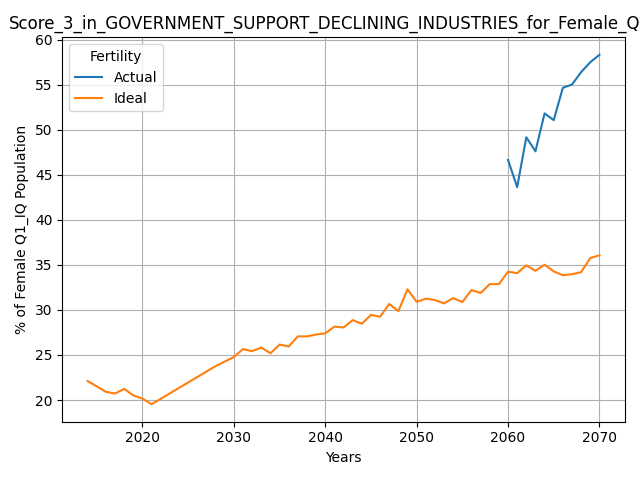 Score_3_in_GOVERNMENT_SUPPORT_DECLINING_INDUSTRIES_for_Female_Q
60
55
50
45
40
35
30
25
20
% of Female Q1_IQ Population
Fertility
Actual
Ideal
2020 2030 2040 2050 2060 2070
Years